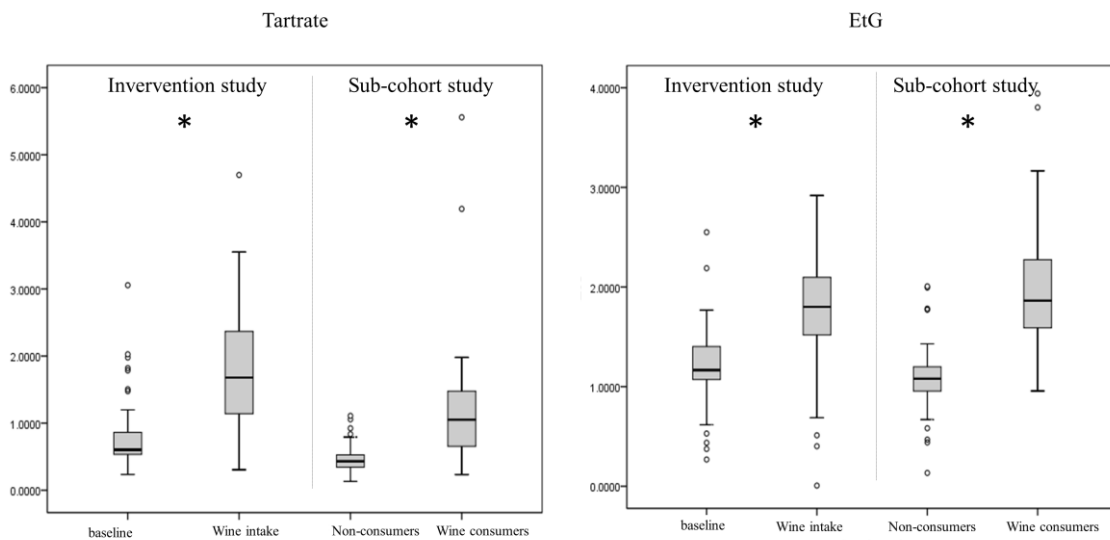 Tartrate
Invervention study
Sub-cohort study
*
*
6.0000
5.0000
4.0000
3.0000
2.0000
1.0000
0.0000
baseline
Wine intake
Non-consumers
Wine consumers
EtG
Invervention study
Sub-cohort study
*
*
4.0000
3.0000
2.0000
1.0000
0.0000
baseline
Wine intake
Non-consumers
Wine consumers